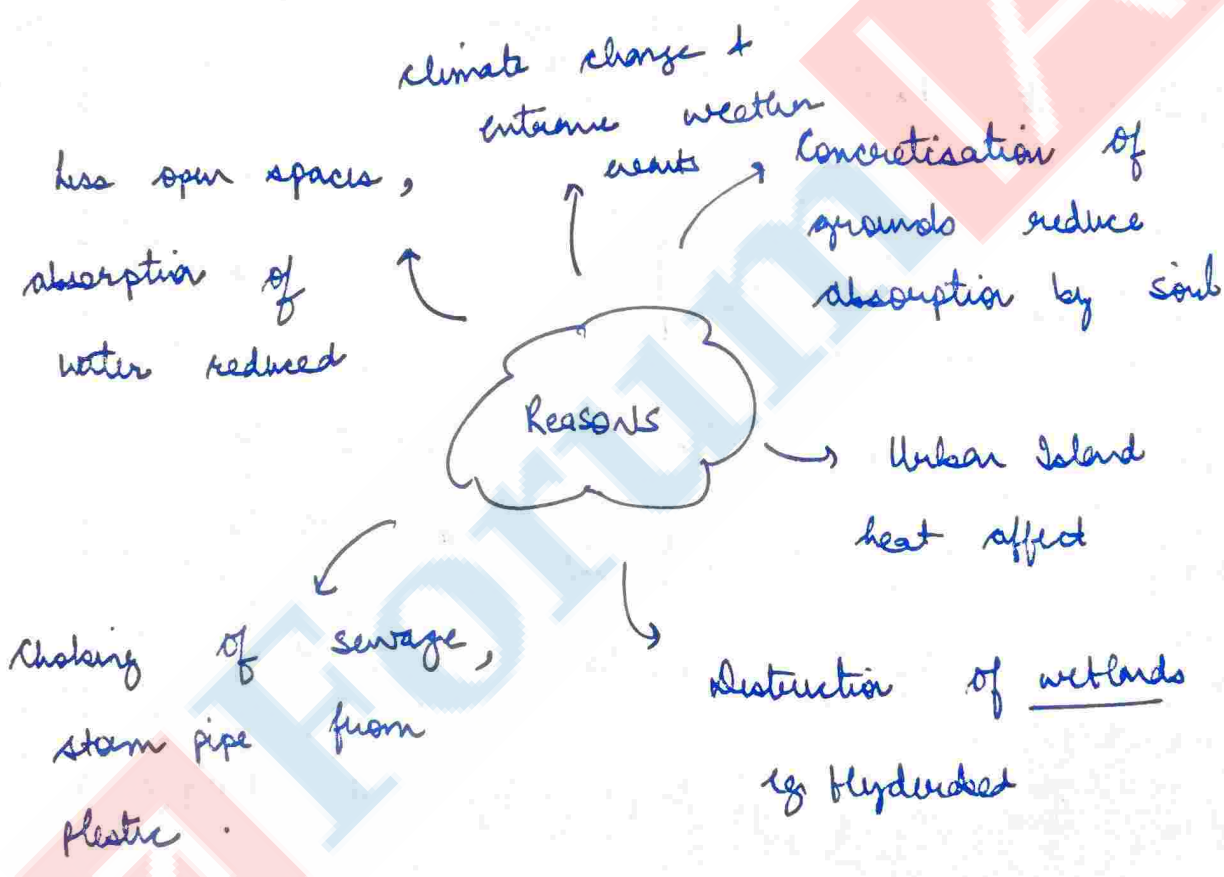 climate change &
extreme weather
events
Less open spaces,
absorption of
water reduced
Concretisation of
grounds reduce
absorption by soil
Reasons
Urban Island
heat affect
Choking of sewage,
storm pipe from
plastic.
Destruction of wetlands
eg Hyderabad
ForumIA